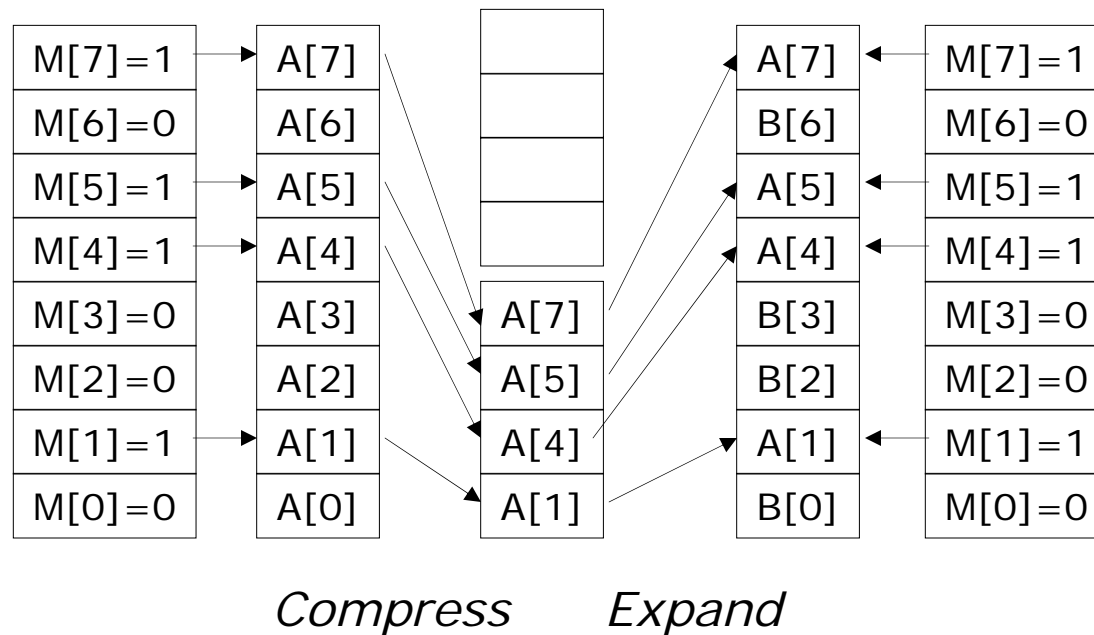 M[7]=1 A[7] A[7] M[7]=1
M[6]=0 A[6] B[6] M[6]=0
M[5]=1 A[5] A[5] M[5]=1
M[4]=1 A[4] A[4] M[4]=1
M[3]=0 A[3] A[7] B[3] M[3]=0
M[2]=0 A[2] A[5] B[2] M[2]=0
M[1]=1 A[1] A[4] A[1] M[1]=1
M[0]=0 A[0] A[1] B[0] M[0]=0
Compress Expand